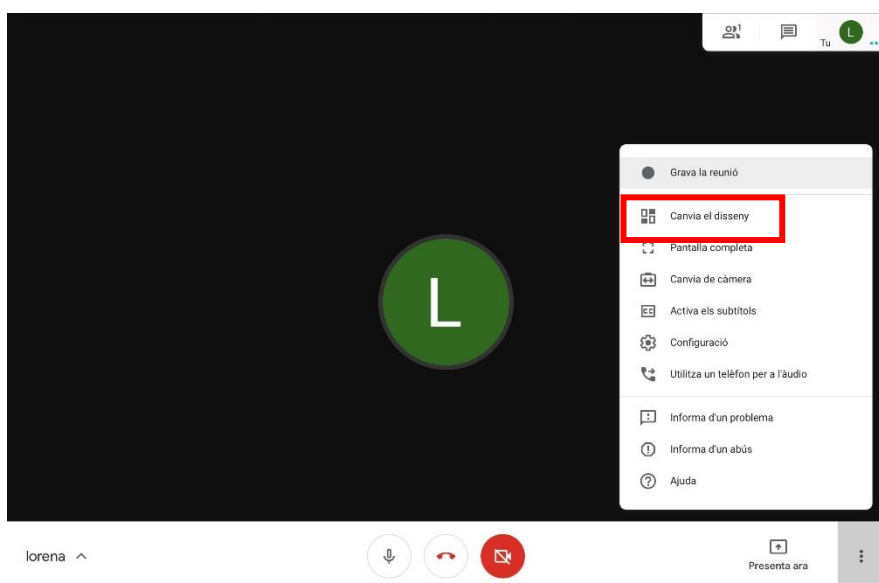 1
Tu
L
Grava la reunió
Canvia el disseny
Pantalla completa
Canvia de càmera
Activa els subtítols
Configuració
Utilitza un telèfon per a l'àudio
Informa d'un problema
Informa d'un abús
Ajuda
L
lorena
Presenta ara